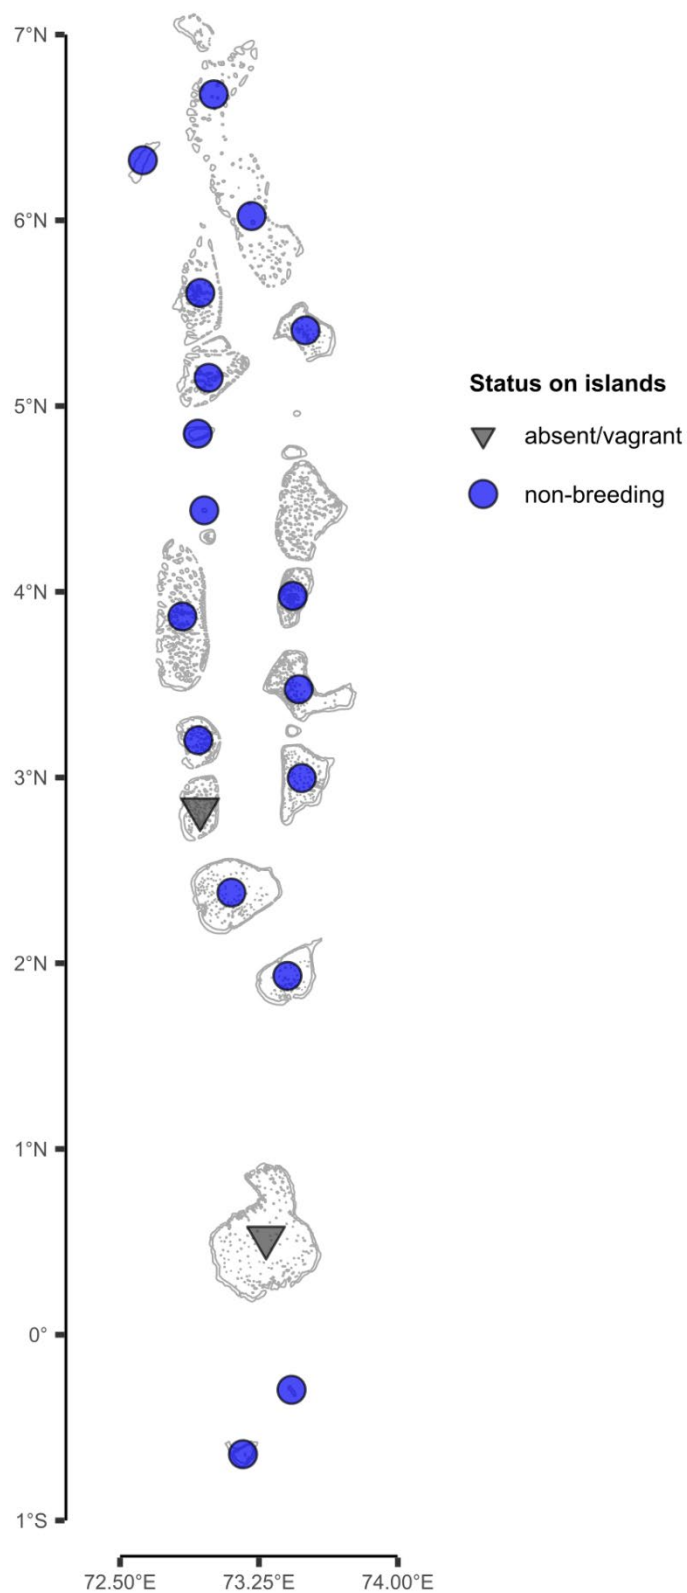 7°N
6°N
5°N
4°N
3°N
2°N
1°N
0°
1°S
72.50°E 73.25°E 74.00°E
Status on islands
absent/vagrant
non-breeding